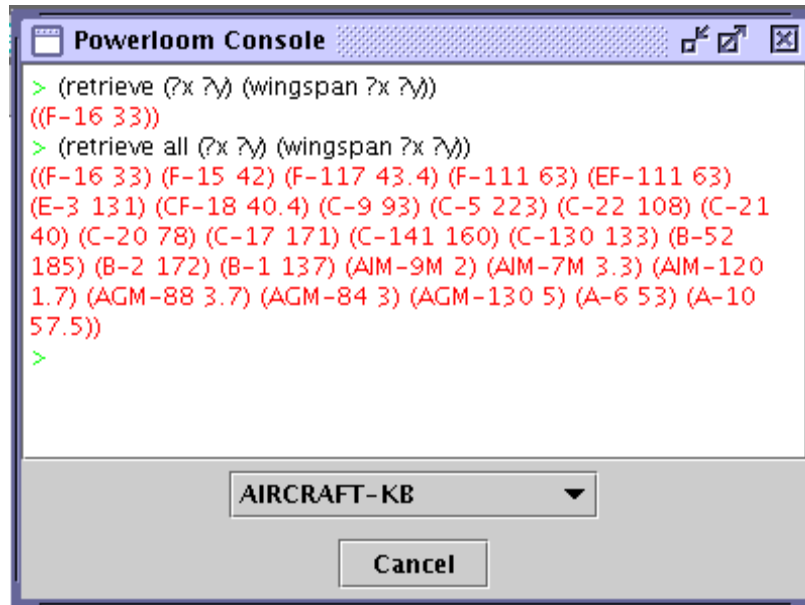 Powerloom Console
> (retrieve (?x ?y) (wingspan ?x ?y))
((F-16 33))
> (retrieve all (?x ?y) (wingspan ?x ?y))
((F-16 33) (F-15 42) (F-117 43.4) (F-111 63) (EF-111 63)
(E-3 131) (CF-18 40.4) (C-9 93) (C-5 223) (C-22 108) (C-21
40) (C-20 78) (C-17 171) (C-141 160) (C-130 133) (B-52
185) (B-2 172) (B-1 137) (AIM-9M 2) (AIM-7M 3.3) (AIM-120
1.7) (AGM-88 3.7) (AGM-84 3) (AGM-130 5) (A-6 53) (A-10
57.5))
>
AIRCRAFT-KB
Cancel